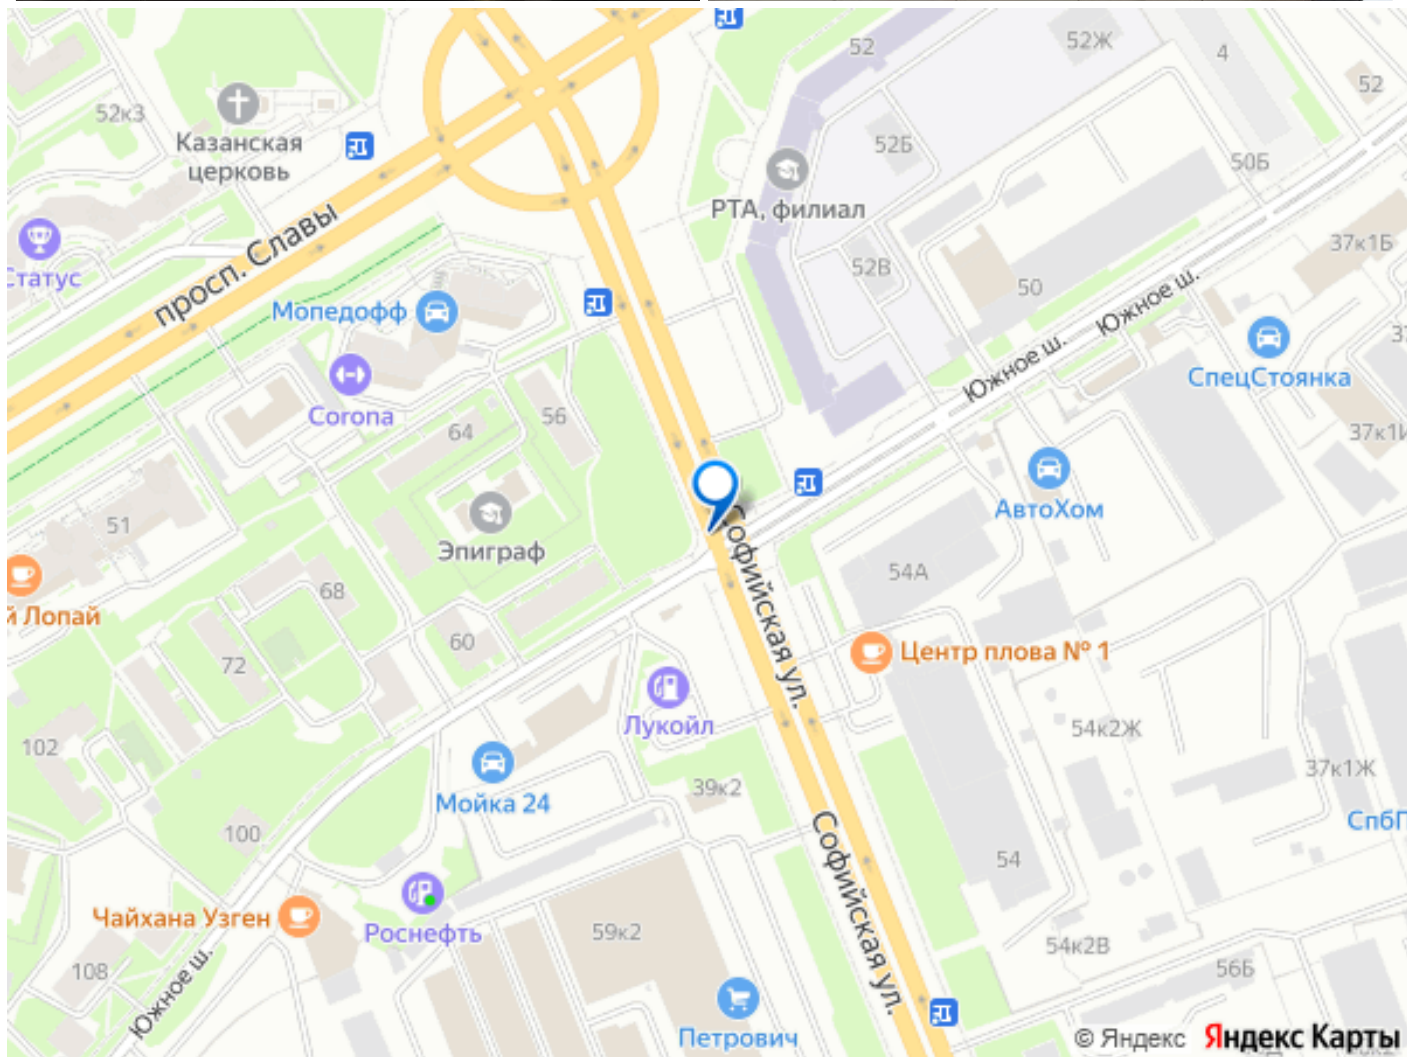 52
52Ж
4
52
52к3
Казанская
церковь
52Б
50Б
РТА, филиал
просп. Славы
37к1Б
Статус
52В
50
Южное ш.
Мопедофф
Южное ш.
СпецСтоянка
Corona
56
64
37к1И
51
Эпиграф
АвтоХом
Софийская ул.
54А
68
й Лопай
60
Центр плова № 1
72
Лукойл
102
54к2Ж
37к1Ж
39к2
Мойка 24
Софийская ул.
100
СпбГ
54
Чайхана Узген
Роснефть
59к2
54к2В
56Б
108
Южное ш.
Петрович
© Яндекс Яндекс Карты